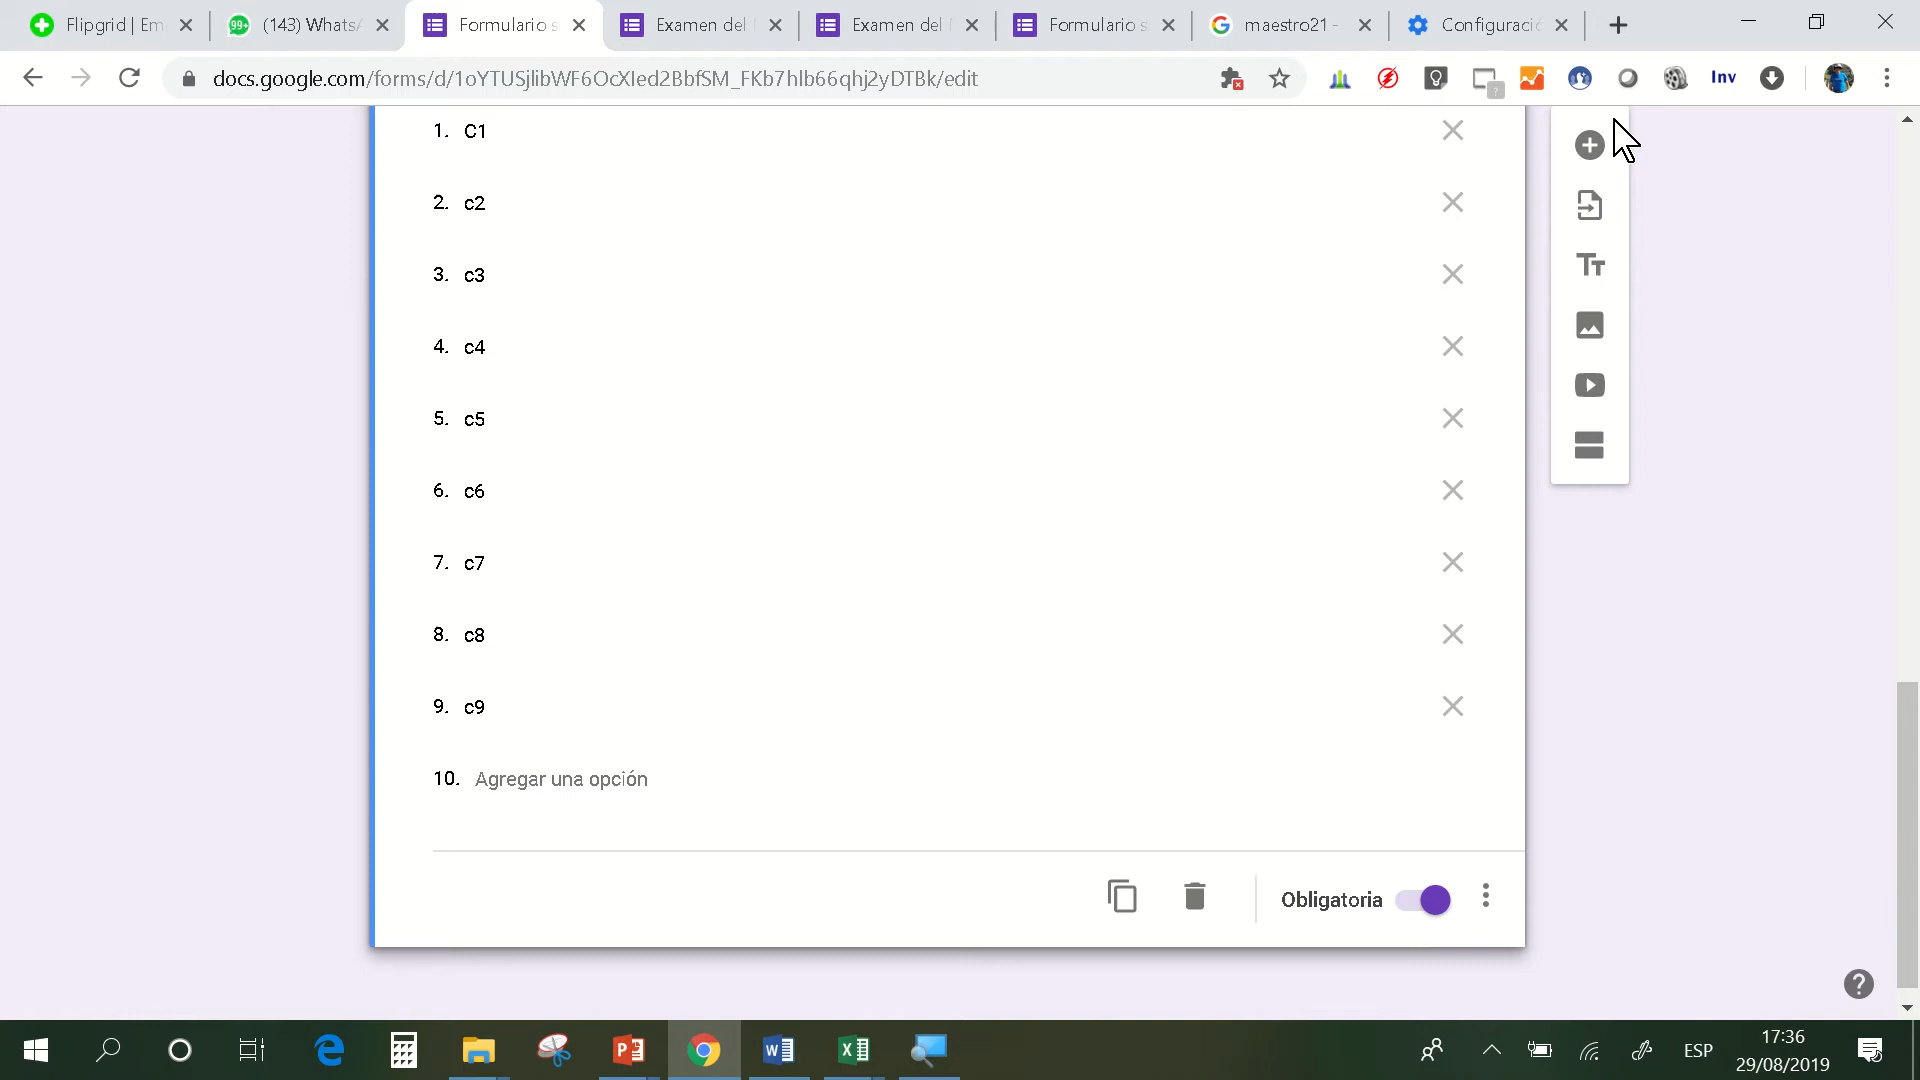 Flipgrid | Em
(143) Whats
Formulario s
Examen del
Examen del
Formulario s
maestro21 -
Configuració
docs.google.com/forms/d/1oYTUSjlibWF6OcXIed2BbfSM_FKb7hIb66qhj2yDTBk/edit
Inv
1. C1
2. c2
3. c3
4. c4
5. c5
6. c6
7. c7
8. c8
9. c9
10. Agregar una opción
Obligatoria
ESP
17:36
29/08/2019